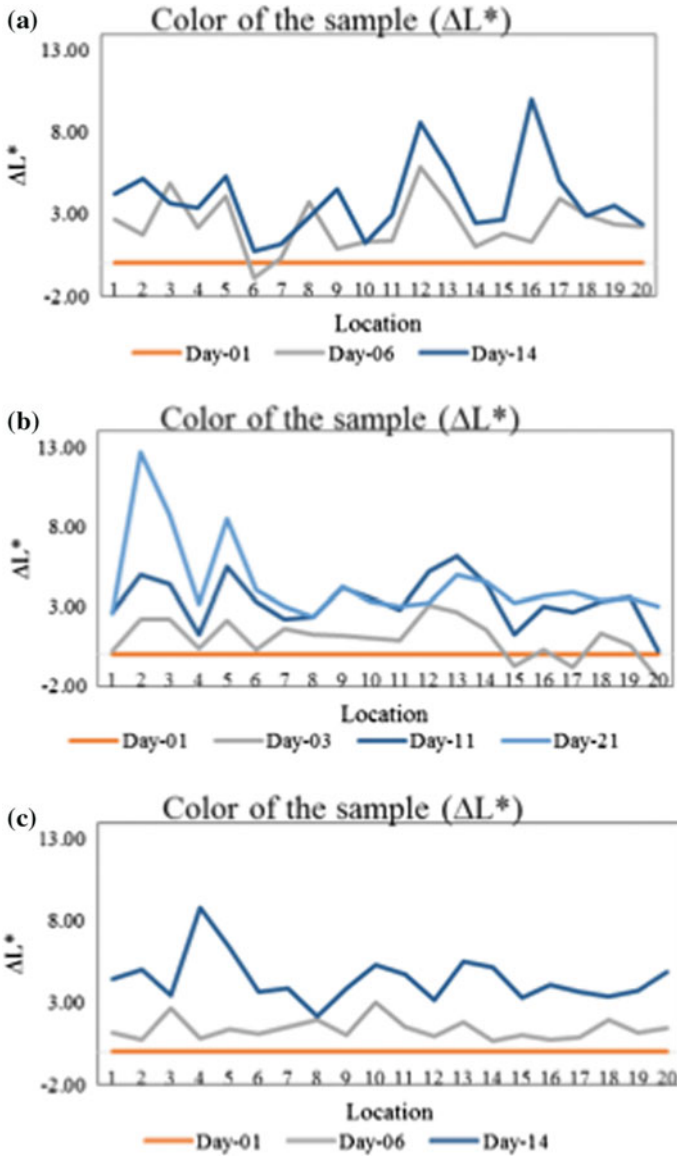 (a)
Color of the sample (ΔL*)
13.00
8.00
3.00
-2.00
ΔL*
1 2 3 4 5 6 7 8 9 10 11 12 13 14 15 16 17 18 19 20
Location
Day-01 Day-06 Day-14
(b)
Color of the sample (ΔL*)
13.00
8.00
3.00
-2.00
ΔL*
1 2 3 4 5 6 7 8 9 10 11 12 13 14 15 16 17 18 19 20
Location
Day-01 Day-03 Day-11 Day-21
(c)
Color of the sample (ΔL*)
13.00
8.00
3.00
-2.00
ΔL*
1 2 3 4 5 6 7 8 9 10 11 12 13 14 15 16 17 18 19 20
Location
Day-01 Day-06 Day-14